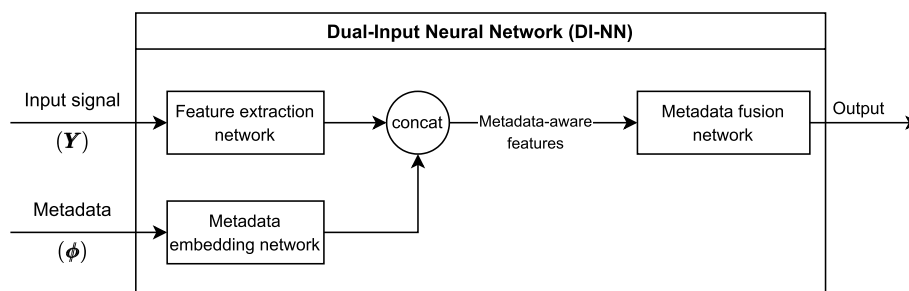 Dual-Input Neural Network (DI-NN)
Input signal
(Y)
Feature extraction
network
concat
Metadata-aware
features
Metadata fusion
network
Output
Metadata
(ϕ)
Metadata
embedding network